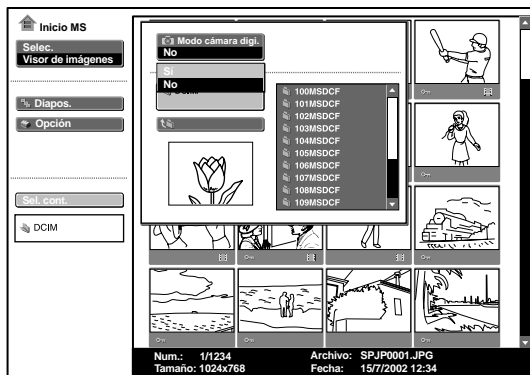 Inicio MS
Selec.
Visor de imágenes
Diapos.
Opción
Sel. cont.
DCIM
Modo cámara digi.
No
Sí
No
DCIM
100MSDCF
101MSDCF
102MSDCF
103MSDCF
104MSDCF
105MSDCF
106MSDCF
107MSDCF
108MSDCF
109MSDCF
Num.: 1/1234
Archivo: SPJP0001.JPG
Tamaño: 1024x768
Fecha: 15/7/2002 12:34